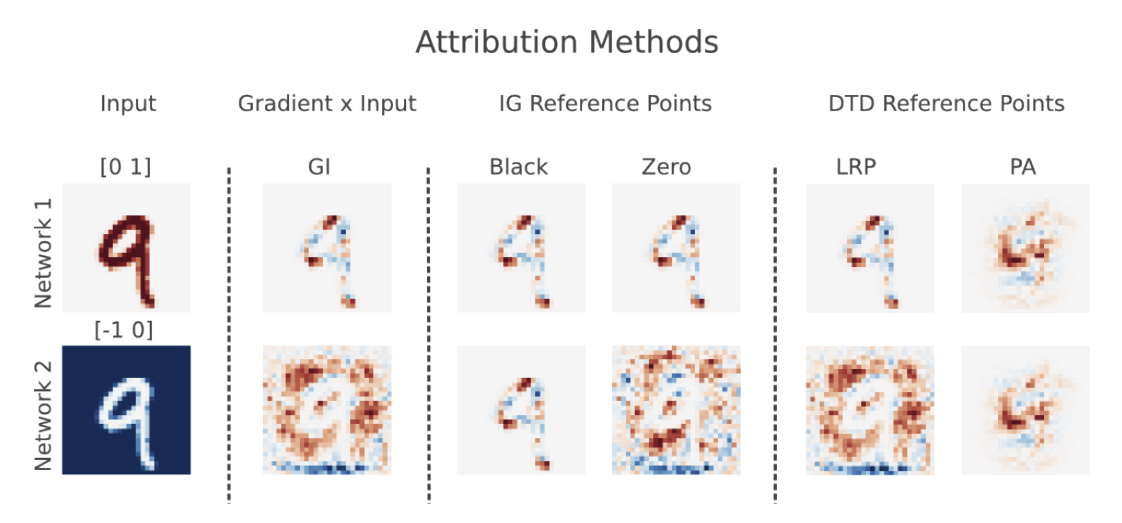 Attribution Methods
Input Gradient x Input IG Reference Points DTD Reference Points
[0 1] GI Black Zero LRP PA
Network 1
[-1 0]
Network 2